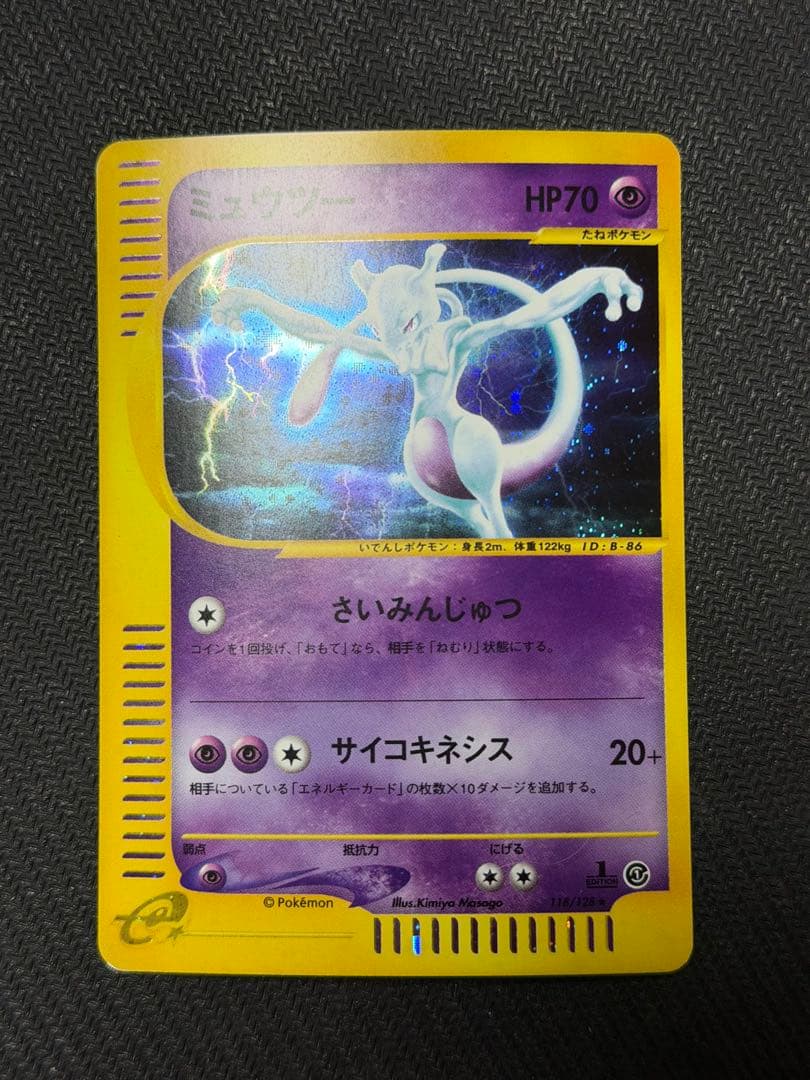 ミュウツー HP70
たねポケモン
いでんしポケモン：身長2m、体重122kg ID：B-86
さいみんじゅつ
コインを1回投げ、「おもて」なら、相手を「ねむり」状態にする。
サイコキネシス 20+
相手についている「エネルギーカード」の枚数×10ダメージを追加する。
弱点 抵抗力 にげる
1 EDITION
© Pokémon Illus.Kimiya Masago 116/128★